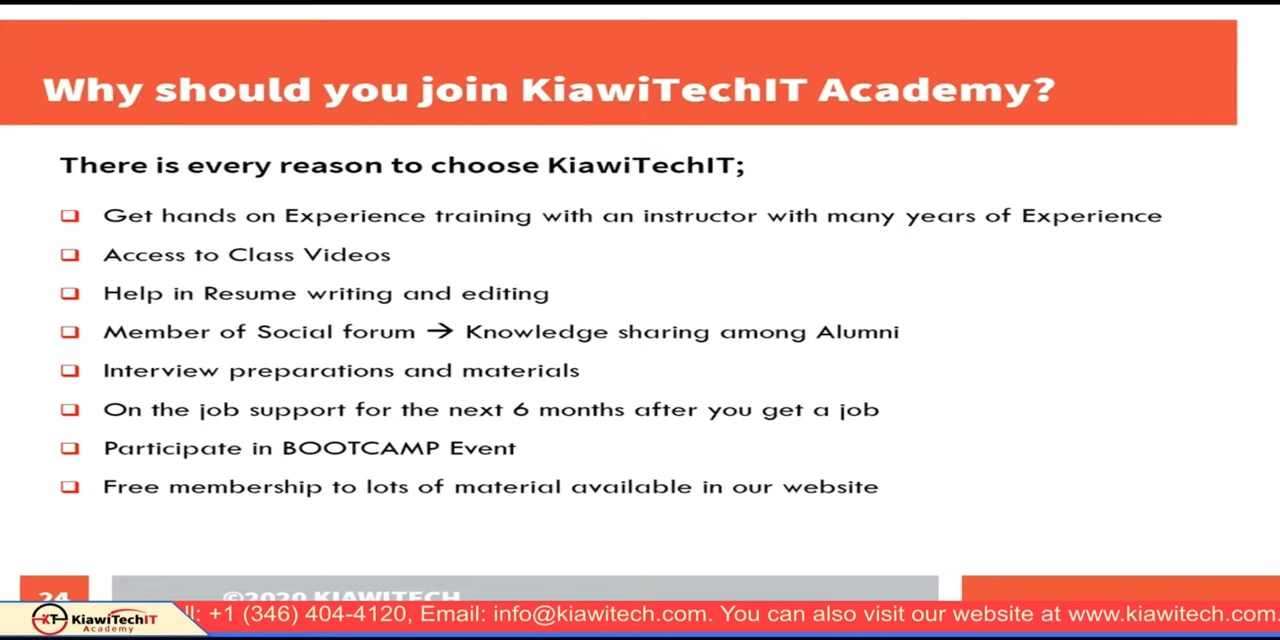 Why should you join KiawiTechIT Academy?
There is every reason to choose KiawiTechIT;
Get hands on Experience training with an instructor with many years of Experience
Access to Class Videos
Help in Resume writing and editing
Member of Social forum → Knowledge sharing among Alumni
Interview preparations and materials
On the job support for the next 6 months after you get a job
Participate in BOOTCAMP Event
Free membership to lots of material available in our website
24
©2020 KIAWITECH
KT KiawiTechIT
Academy
+1 (346) 404-4120, Email: info@kiawitech.com. You can also visit our website at www.kiawitech.com.